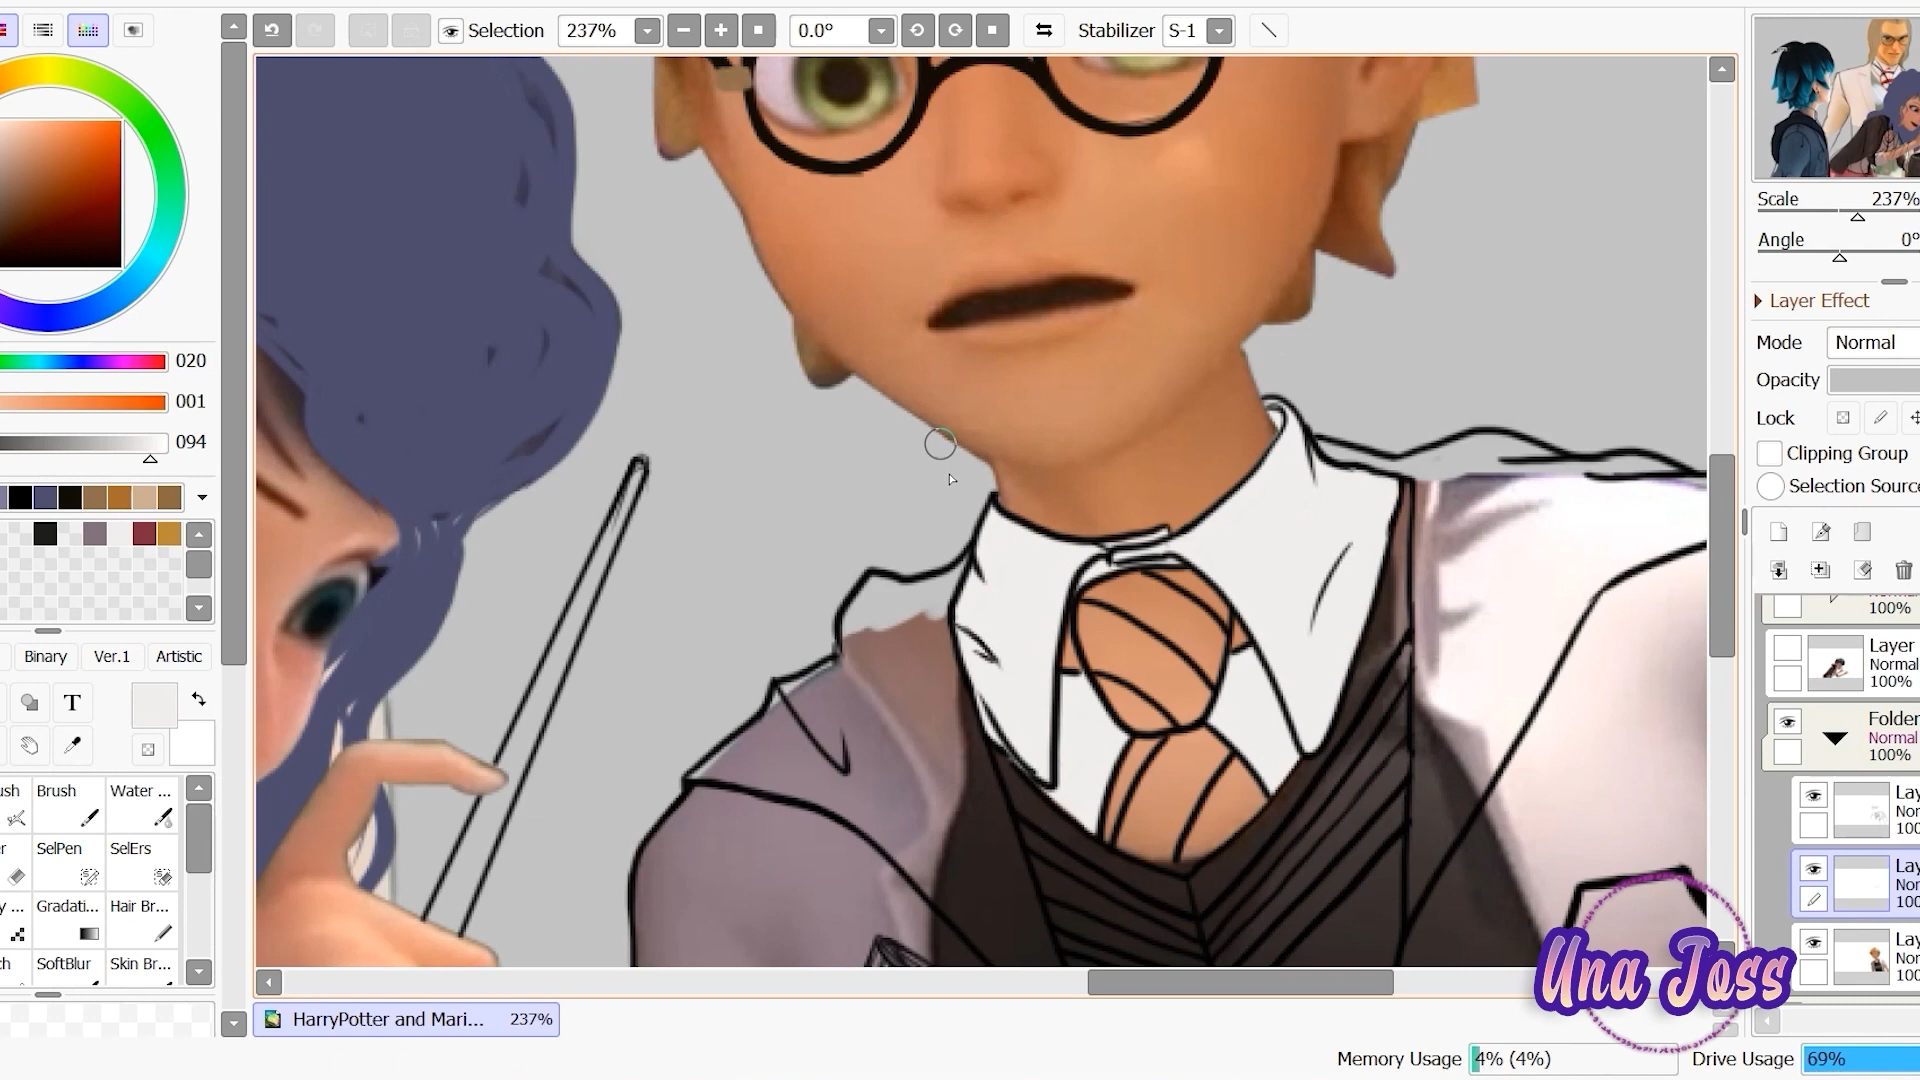 Selection
237%
0.0°
Stabilizer
S-1
Scale
237%
Angle
0°
Layer Effect
Mode
Normal
Opacity
Lock
Clipping Group
Selection Source
020
001
094
Binary
Ver.1
Artistic
T
Brush
Water ...
SelPen
SelErs
Gradati...
Hair Br...
SoftBlur
Skin Br...
100%
Layer
Normal
100%
Folder
Normal
100%
Lay
Nor
100
Lay
Nor
100
Lay
Nor
100
Una Joss
HarryPotter and Mari...
237%
Memory Usage
4% (4%)
Drive Usage
69%